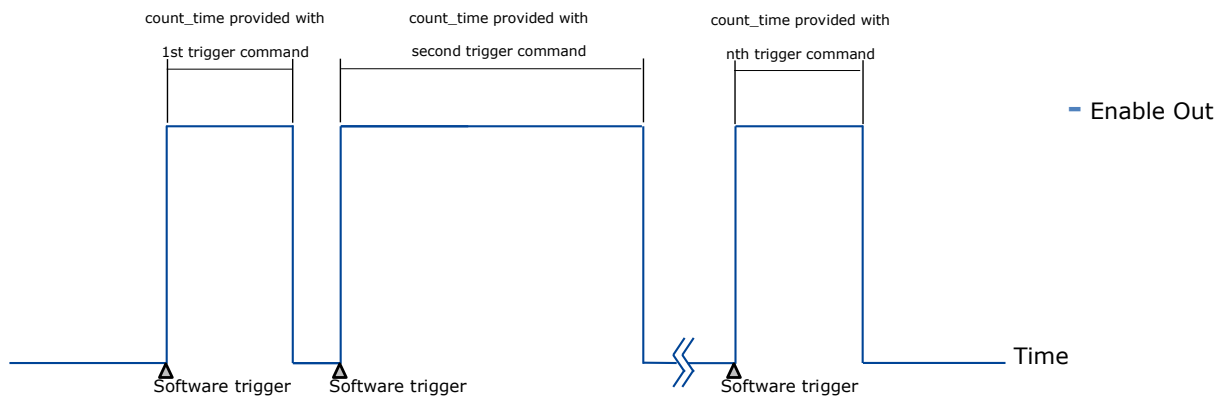 count_time provided with
1st trigger command
count_time provided with
second trigger command
count_time provided with
nth trigger command
Enable Out
Time
Software trigger
Software trigger
Software trigger